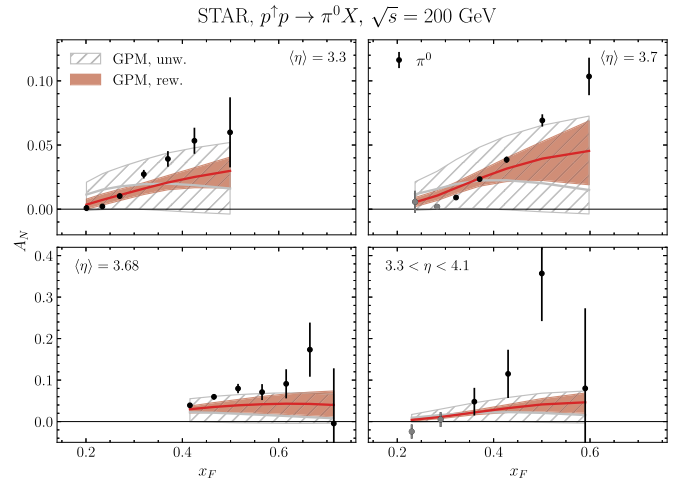 STAR, p↑p → π⁰X, √s = 200 GeV
GPM, unw.
GPM, rew.
⟨η⟩ = 3.3
π⁰
⟨η⟩ = 3.7
0.10
0.05
0.00
A_N
⟨η⟩ = 3.68
3.3 < η < 4.1
0.4
0.3
0.2
0.1
0.0
0.2 0.4 0.6 0.2 0.4 0.6
x_F x_F